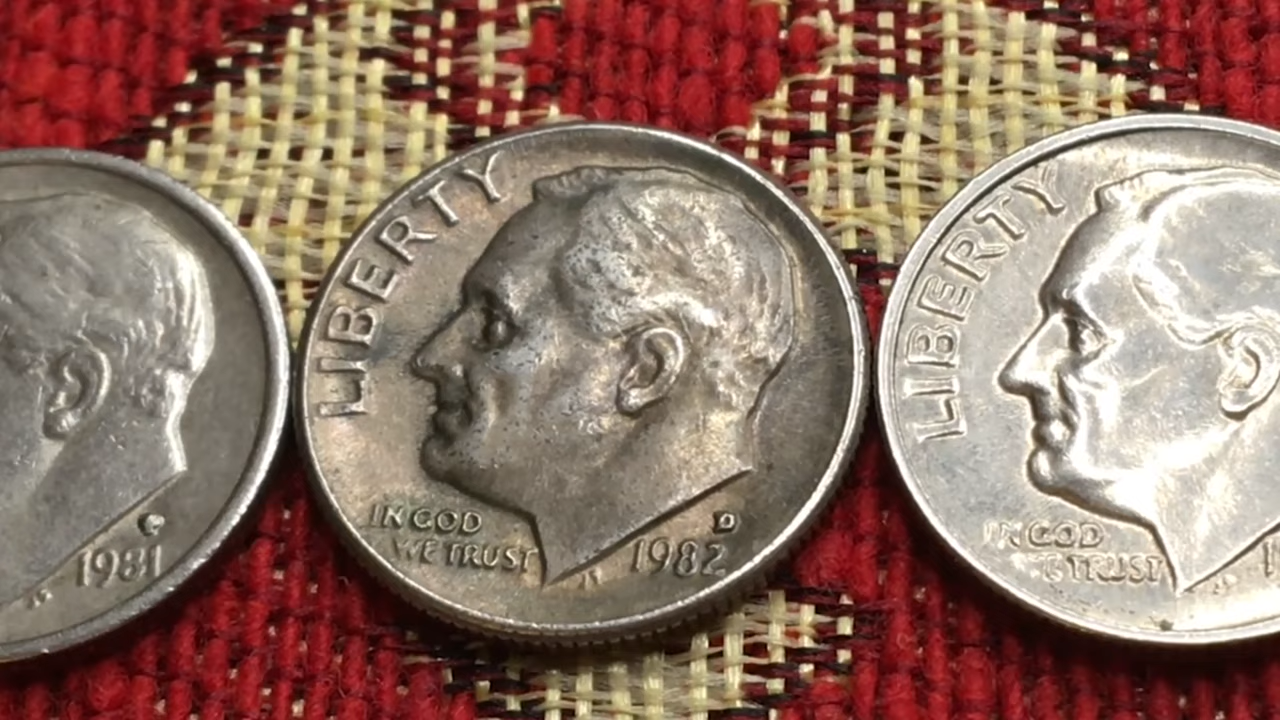 1981
LIBERTY
IN GOD
WE TRUST
D
1982
LIBERTY
IN GOD
TRUST